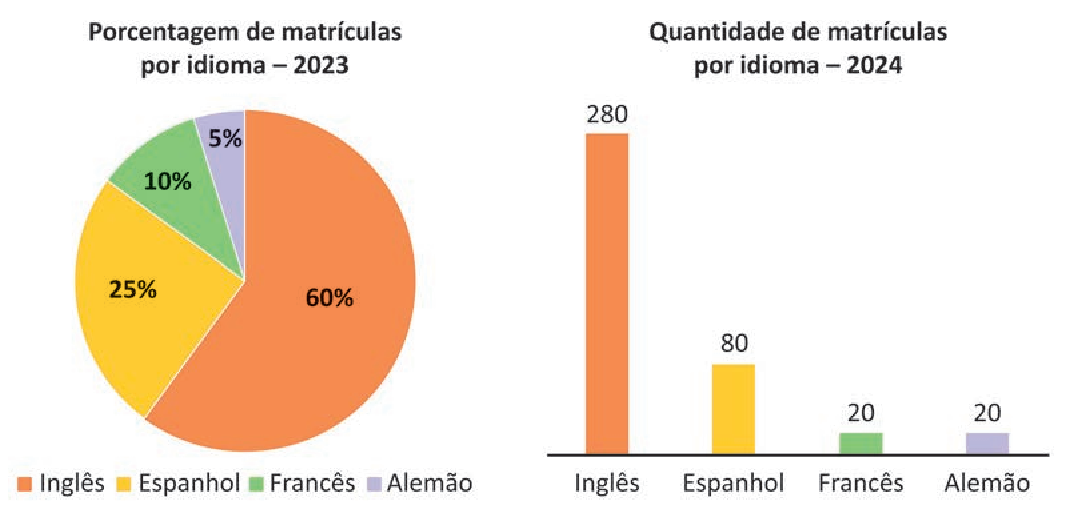 Porcentagem de matrículas
por idioma – 2023
5%
10%
25%
60%
Inglês Espanhol Francês Alemão
Quantidade de matrículas
por idioma – 2024
280
80
20
20
Inglês Espanhol Francês Alemão